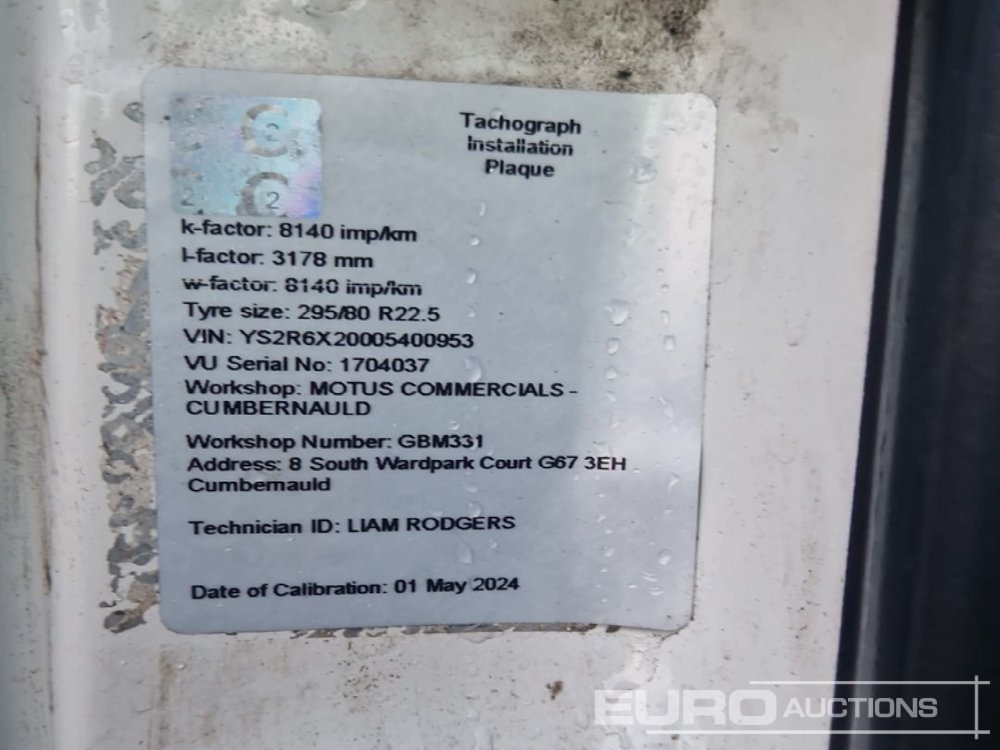 Tachograph
Installation
Plaque
k-factor: 8140 imp/km
l-factor: 3178 mm
w-factor: 8140 imp/km
Tyre size: 295/80 R22.5
VIN: YS2R6X20005400953
VU Serial No: 1704037
Workshop: MOTUS COMMERCIALS -
CUMBERNAULD
Workshop Number: GBM331
Address: 8 South Wardpark Court G67 3EH
Cumbernauld
Technician ID: LIAM RODGERS
Date of Calibration: 01 May 2024
EURO AUCTIONS